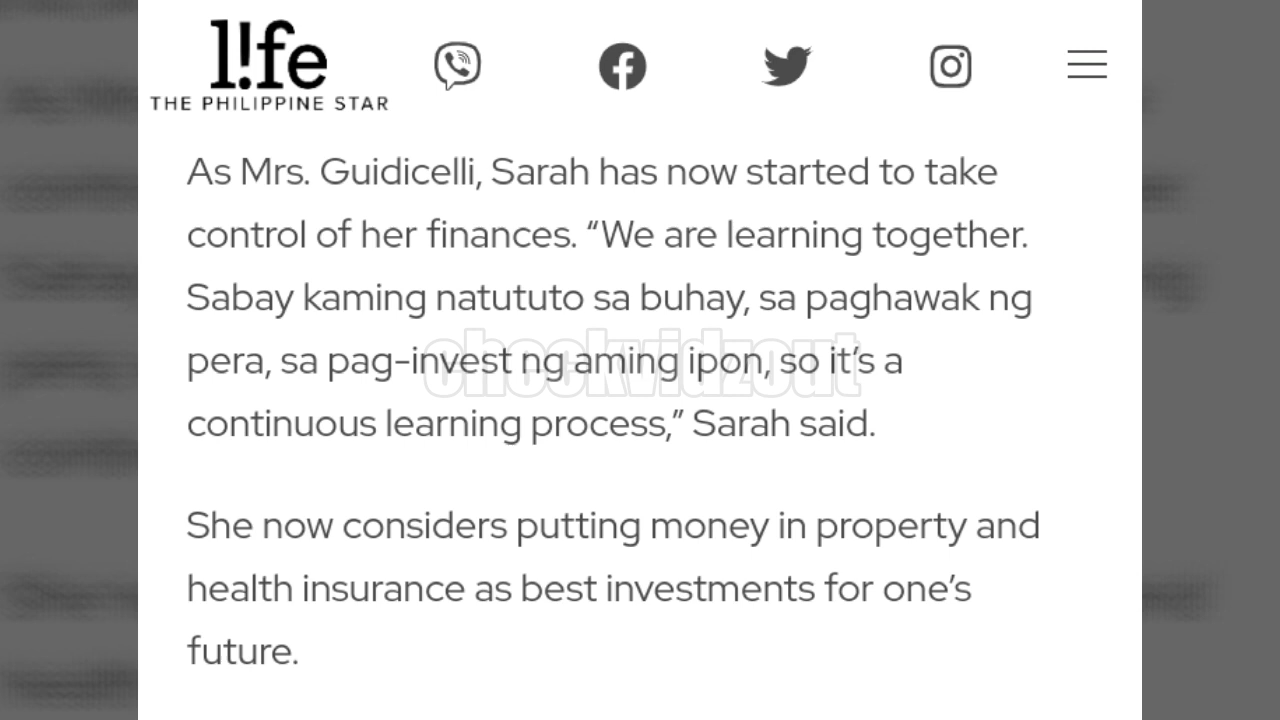 l!fe
THE PHILIPPINE STAR
As Mrs. Guidicelli, Sarah has now started to take
control of her finances. “We are learning together.
Sabay kaming natututo sa buhay, sa paghawak ng
pera, sa pag-invest ng aming ipon, so it’s a
checkvidzout
continuous learning process,” Sarah said.
She now considers putting money in property and
health insurance as best investments for one’s
future.